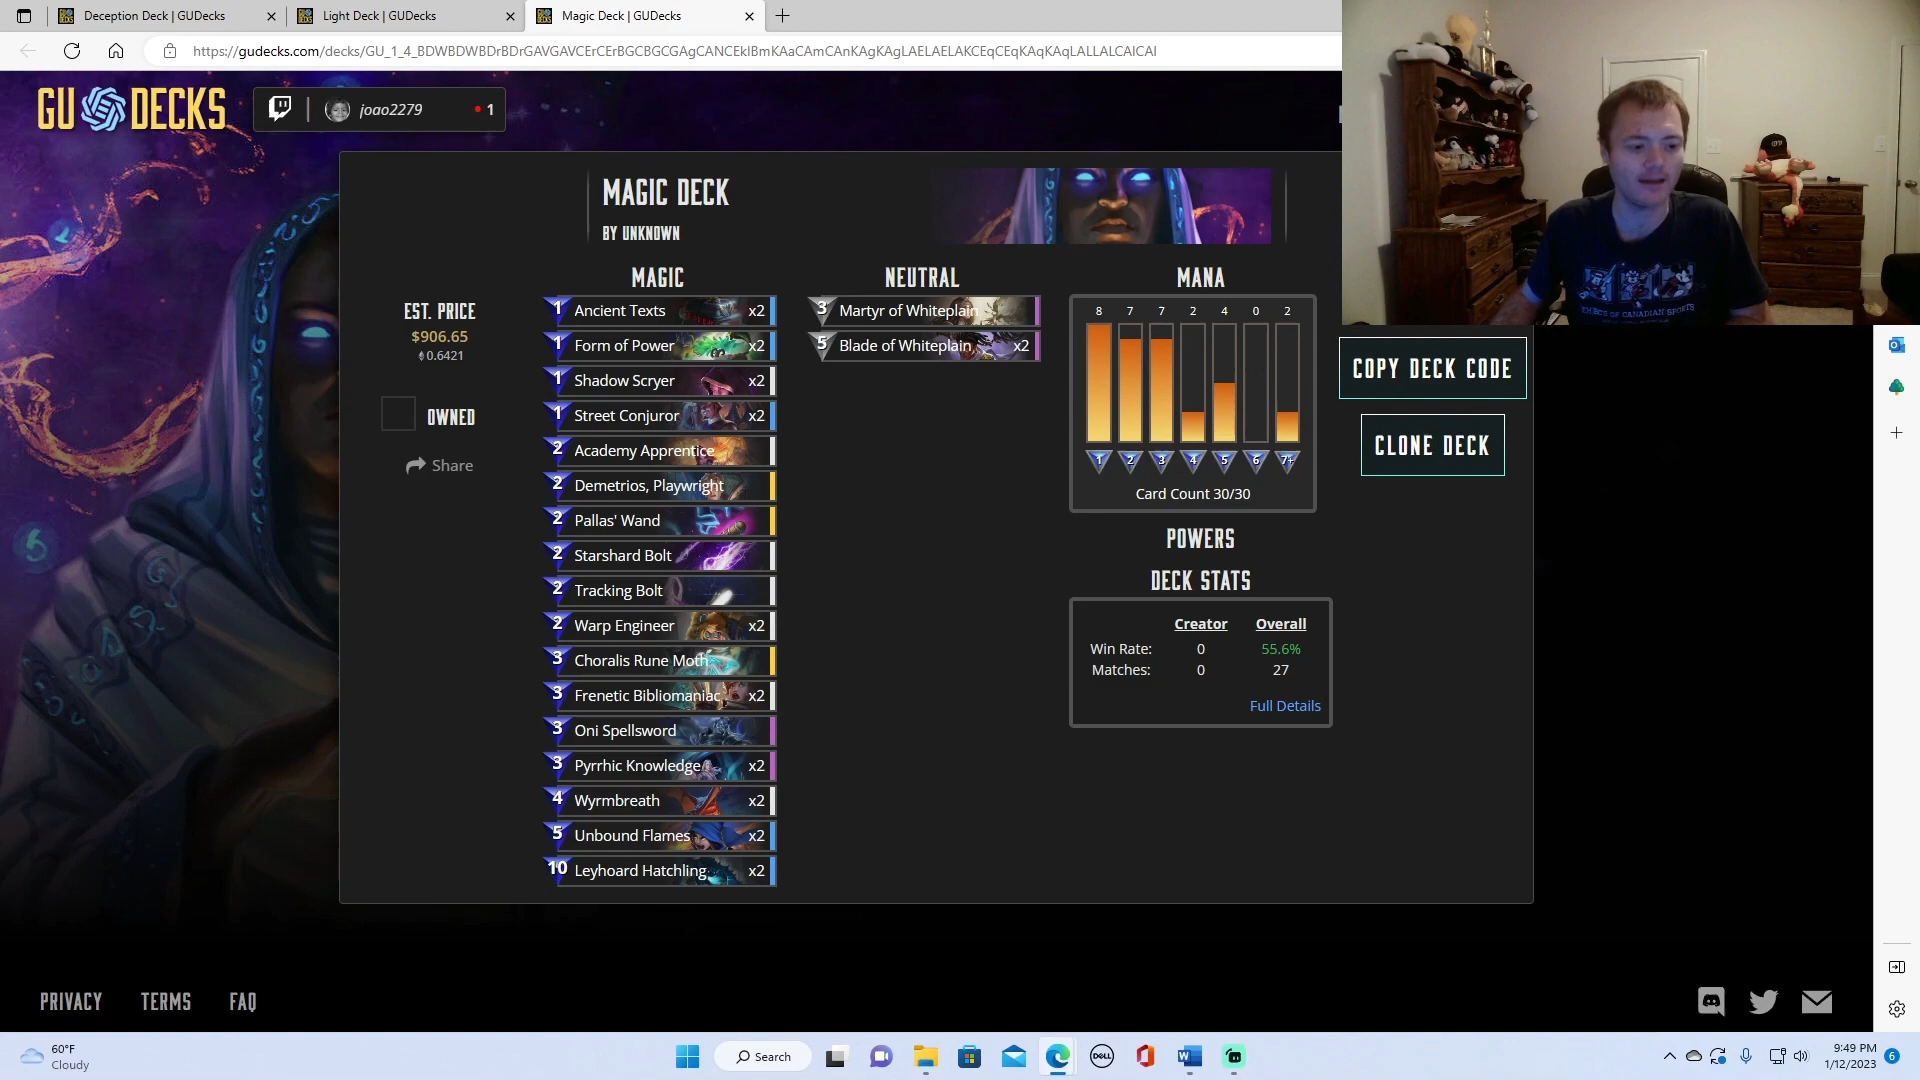 Deception Deck | GUDecks
Light Deck | GUDecks
Magic Deck | GUDecks
https://gudecks.com/decks/GU_1_4_BDWBDWBDrBDrGAVGAVCErCErBGCBGCGAgCANCEkIBmKAaCAmCAnKAgKAgLAELAELAKCEqCEqKAqKAqLALLALCAICAI
GU DECKS
joao2279
1
MAGIC DECK
BY UNKNOWN
EST. PRICE
$906.65
0.6421
OWNED
Share
MAGIC
1 Ancient Texts x2
1 Form of Power x2
1 Shadow Scryer x2
1 Street Conjuror x2
2 Academy Apprentice
2 Demetrios, Playwright
2 Pallas' Wand
2 Starshard Bolt
2 Tracking Bolt
2 Warp Engineer x2
3 Choralis Rune Moth
3 Frenetic Bibliomaniac x2
3 Oni Spellsword
3 Pyrrhic Knowledge x2
4 Wyrmbreath x2
5 Unbound Flames x2
10 Leyhoard Hatchling x2
NEUTRAL
3 Martyr of Whiteplain
5 Blade of Whiteplain x2
MANA
8 7 7 2 4 0 2
1 2 3 4 5 6 7+
Card Count 30/30
POWERS
DECK STATS
Creator Overall
Win Rate: 0 55.6%
Matches: 0 27
Full Details
COPY DECK CODE
CLONE DECK
PRIVACY
TERMS
FAQ
60°F
Cloudy
Search
DELL
9:49 PM
1/12/2023
6